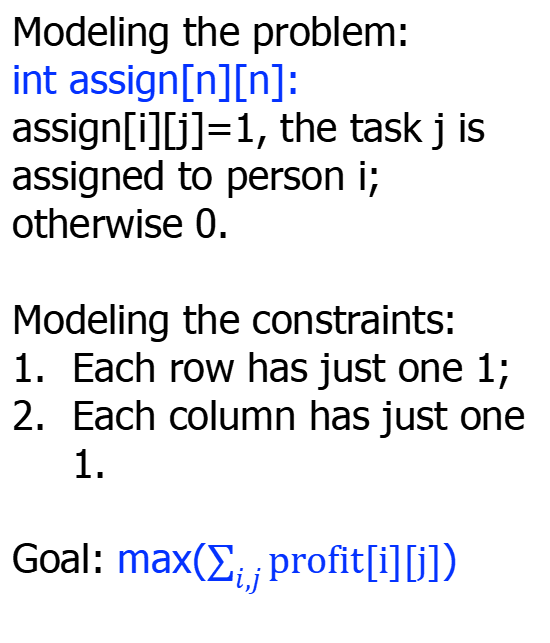 Modeling the problem:
int assign[n][n]:
assign[i][j]=1, the task j is
assigned to person i;
otherwise 0.
Modeling the constraints:
1. Each row has just one 1;
2. Each column has just one
1.
Goal: max(∑i,j profit[i][j])